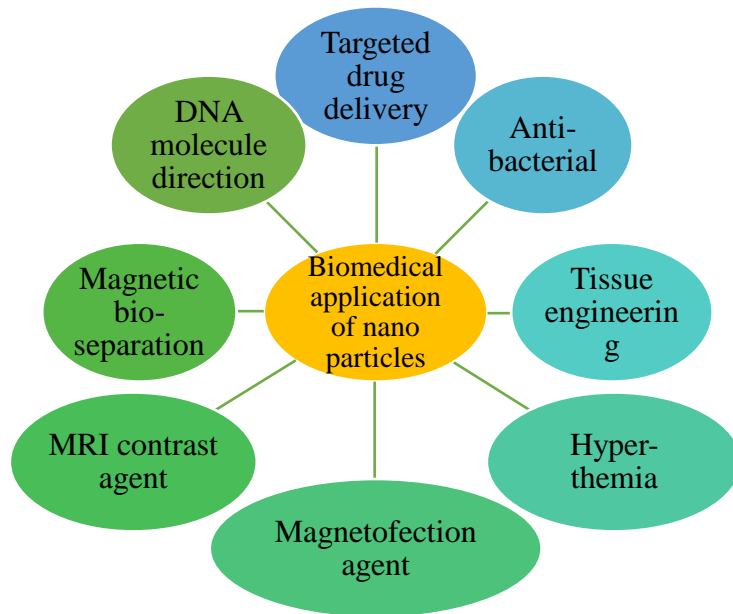 Targeted
drug
delivery
Anti-
bacterial
Tissue
engineerin
g
Hyper-
themia
Magnetofection
agent
MRI contrast
agent
Magnetic
bio-
separation
DNA
molecule
direction
Biomedical
application
of nano
particles